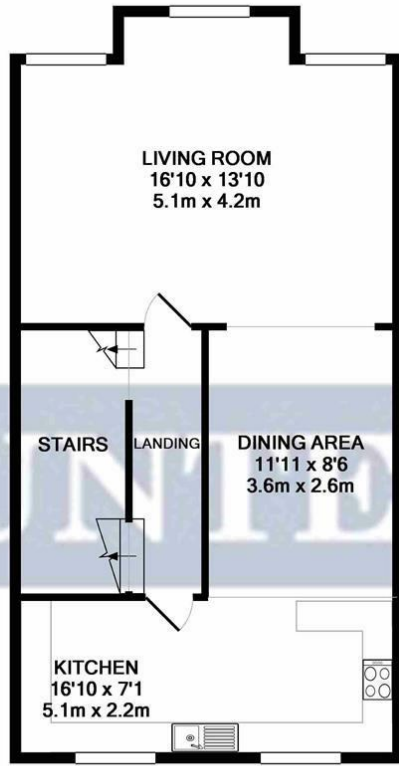 LIVING ROOM
16'10 x 13'10
5.1m x 4.2m
STAIRS
LANDING
DINING AREA
11'11 x 8'6
3.6m x 2.6m
UNTE
KITCHEN
16'10 x 7'1
5.1m x 2.2m